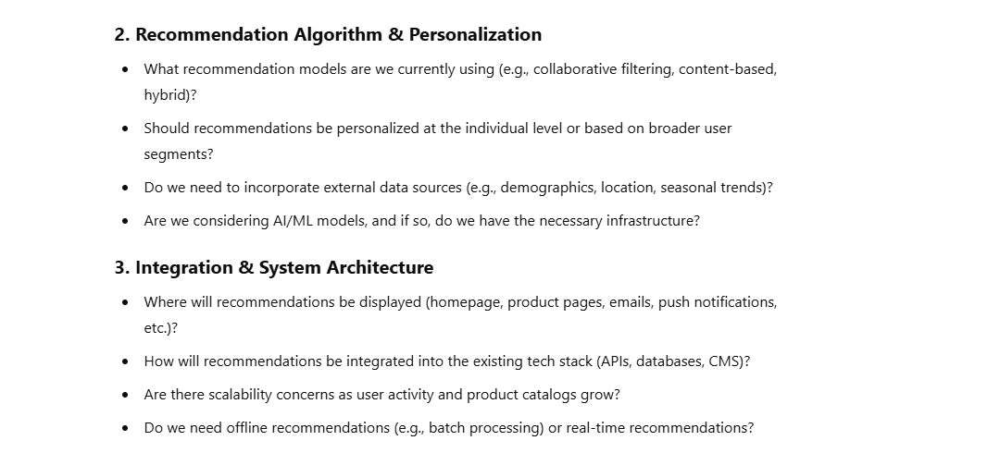 2. Recommendation Algorithm & Personalization
• What recommendation models are we currently using (e.g., collaborative filtering, content-based,
hybrid)?
• Should recommendations be personalized at the individual level or based on broader user
segments?
• Do we need to incorporate external data sources (e.g., demographics, location, seasonal trends)?
• Are we considering AI/ML models, and if so, do we have the necessary infrastructure?
3. Integration & System Architecture
• Where will recommendations be displayed (homepage, product pages, emails, push notifications,
etc.)?
• How will recommendations be integrated into the existing tech stack (APIs, databases, CMS)?
• Are there scalability concerns as user activity and product catalogs grow?
• Do we need offline recommendations (e.g., batch processing) or real-time recommendations?